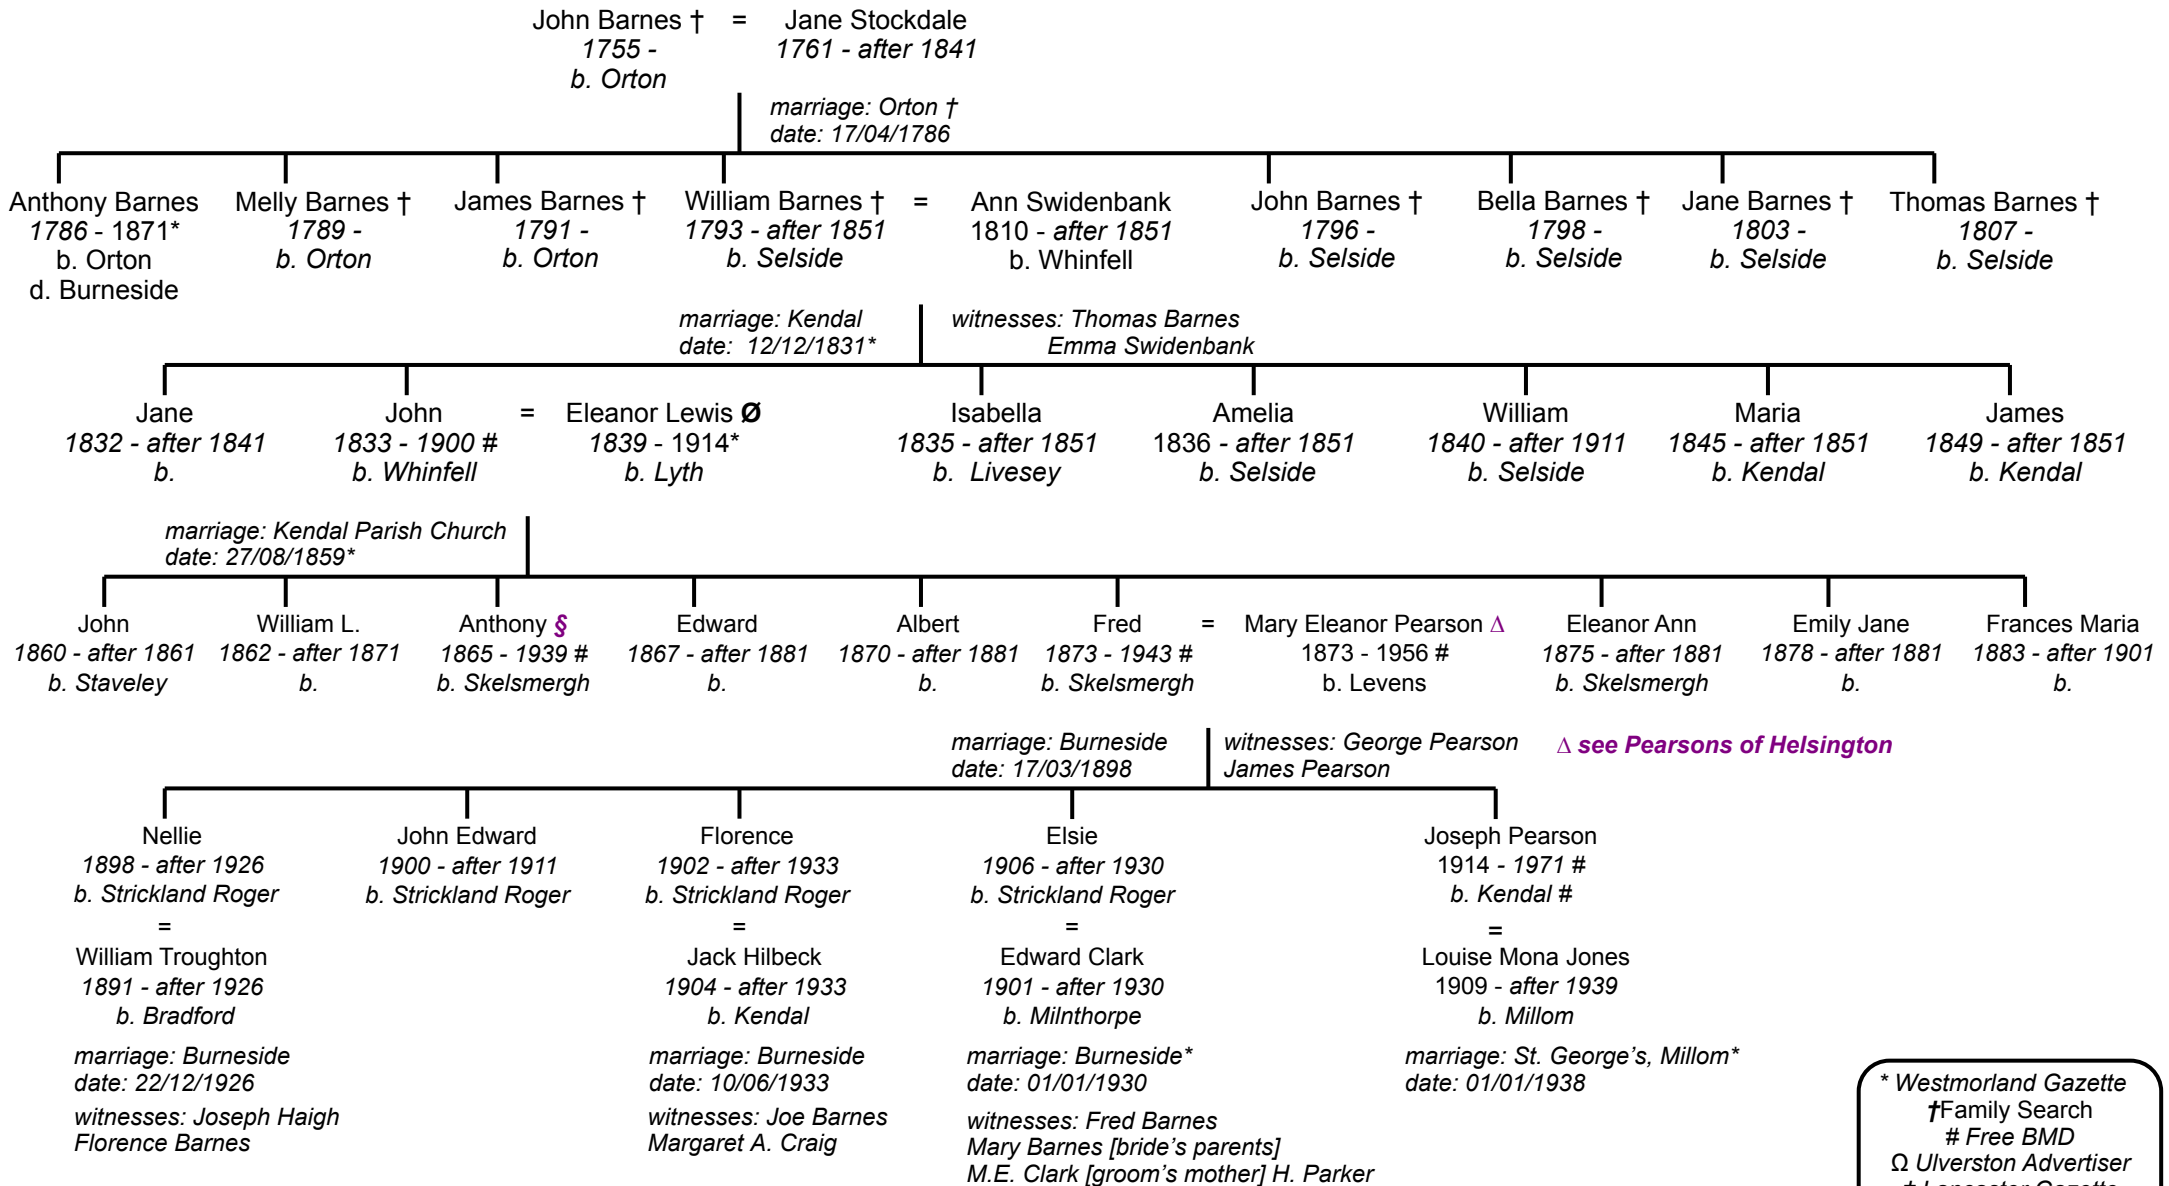 John Barnes † = Jane Stockdale
1755 - 1761 - after 1841
b. Orton
marriage: Orton †
date: 17/04/1786
Anthony Barnes Melly Barnes † James Barnes † William Barnes † = Ann Swidenbank John Barnes † Bella Barnes † Jane Barnes † Thomas Barnes †
1786 - 1871* 1789 - 1791 - 1793 - after 1851 1810 - after 1851 1796 - 1798 - 1803 - 1807 -
b. Orton b. Orton b. Orton b. Selside b. Whinfell b. Selside b. Selside b. Selside b. Selside
d. Burneside
marriage: Kendal witnesses: Thomas Barnes
date: 12/12/1831* Emma Swidenbank
Jane John = Eleanor Lewis Ø Isabella Amelia William Maria James
1832 - after 1841 1833 - 1900 # 1839 - 1914* 1835 - after 1851 1836 - after 1851 1840 - after 1911 1845 - after 1851 1849 - after 1851
b. b. Whinfell b. Lyth b. Livesey b. Selside b. Selside b. Kendal b. Kendal
marriage: Kendal Parish Church
date: 27/08/1859*
John William L. Anthony § Edward Albert Fred = Mary Eleanor Pearson Δ Eleanor Ann Emily Jane Frances Maria
1860 - after 1861 1862 - after 1871 1865 - 1939 # 1867 - after 1881 1870 - after 1881 1873 - 1943 # 1873 - 1956 # 1875 - after 1881 1878 - after 1881 1883 - after 1901
b. Staveley b. b. Skelsmergh b. b. b. Skelsmergh b. Levens b. Skelsmergh b. b.
marriage: Burneside witnesses: George Pearson Δ see Pearsons of Helsington
date: 17/03/1898 James Pearson
Nellie John Edward Florence Elsie Joseph Pearson
1898 - after 1926 1900 - after 1911 1902 - after 1933 1906 - after 1930 1914 - 1971 #
b. Strickland Roger b. Strickland Roger b. Strickland Roger b. Strickland Roger b. Kendal #
= = = =
William Troughton Jack Hilbeck Edward Clark Louise Mona Jones
1891 - after 1926 1904 - after 1933 1901 - after 1930 1909 - after 1939
b. Bradford b. Kendal b. Milnthorpe b. Millom
marriage: Burneside marriage: Burneside marriage: Burneside* marriage: St. George's, Millom*
date: 22/12/1926 date: 10/06/1933 date: 01/01/1930 date: 01/01/1938
witnesses: Joseph Haigh witnesses: Joe Barnes witnesses: Fred Barnes
Florence Barnes Margaret A. Craig Mary Barnes [bride's parents]
M.E. Clark [groom's mother] H. Parker
* Westmorland Gazette
†Family Search
# Free BMD
Ω Ulverston Advertiser
‡ Lancaster Gazette